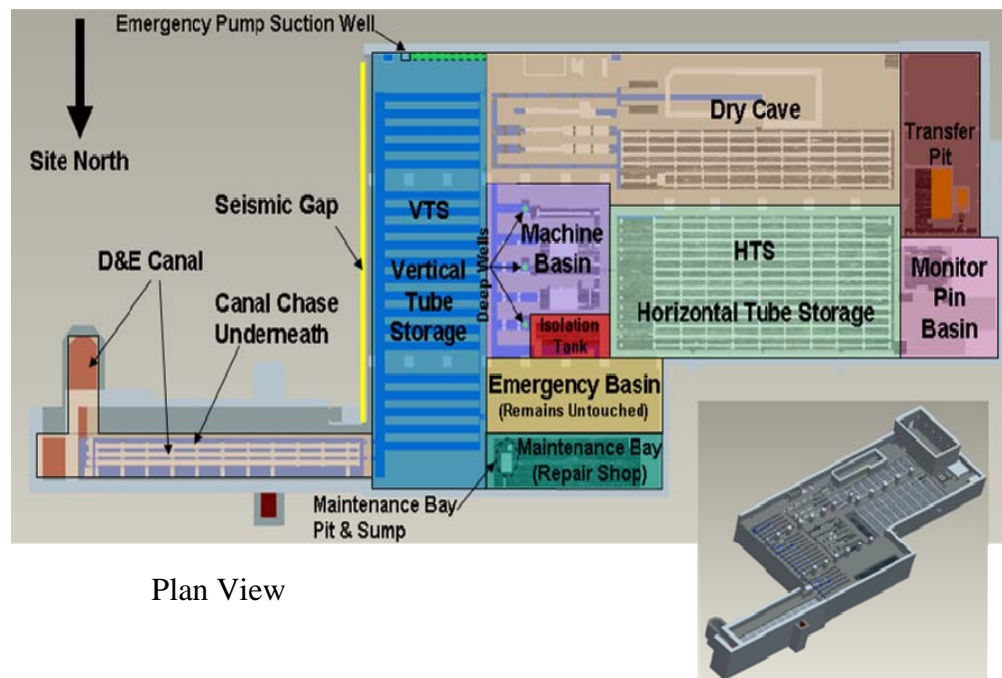 Emergency Pump Suction Well
Site North
Dry Cave
Transfer
Pit
Seismic Gap
VTS
Vertical
Tube
Storage
Deep Wells
Machine
Basin
HTS
Horizontal Tube Storage
Monitor
Pin
Basin
D&E Canal
Canal Chase
Underneath
Isolation
Tank
Emergency Basin
(Remains Untouched)
Maintenance Bay
(Repair Shop)
Maintenance Bay
Pit & Sump
Plan View